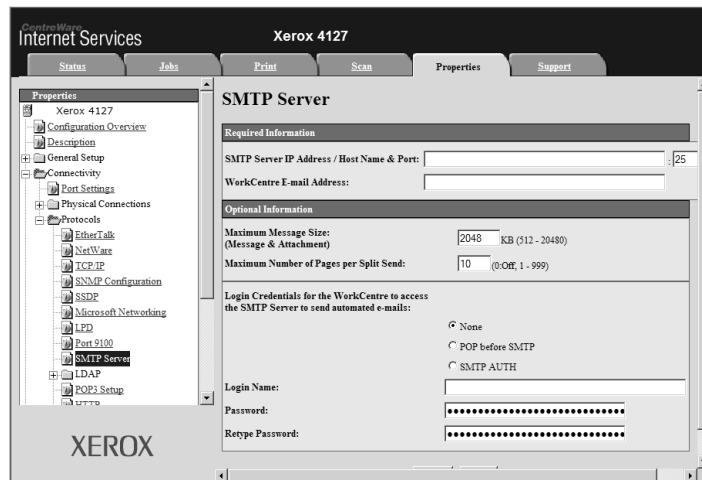 CentreWare
Internet Services
Xerox 4127
Status
Jobs
Print
Scan
Properties
Support
Properties
Xerox 4127
Configuration Overview
Description
General Setup
Connectivity
Port Settings
Physical Connections
Protocols
EtherTalk
NetWare
TCP/IP
SNMP Configuration
SSDP
Microsoft Networking
LPD
Port 9100
SMTP Server
LDAP
POP3 Setup
HTTP
XEROX
SMTP Server
Required Information
SMTP Server IP Address / Host Name & Port: : 25
WorkCentre E-mail Address:
Optional Information
Maximum Message Size:
(Message & Attachment)
2048 KB (512 - 20480)
Maximum Number of Pages per Split Send: 10 (0:Off, 1 - 999)
Login Credentials for the WorkCentre to access
the SMTP Server to send automated e-mails:
None
POP before SMTP
SMTP AUTH
Login Name:
Password:
Retype Password: